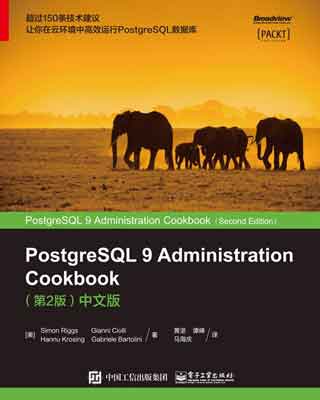 超过150条技术建议
让你在云环境中高效运行PostgreSQL数据库
Broadview
[PACKT]
PostgreSQL 9 Administration Cookbook (Second Edition)
PostgreSQL 9 Administration
Cookbook
(第2版) 中文版
[美] Simon Riggs Gianni Ciolli 著 黄坚 谭峰 译
Hannu Krosing Gabriele Bartolini 马海庆
中国工信出版集团
电子工业出版社